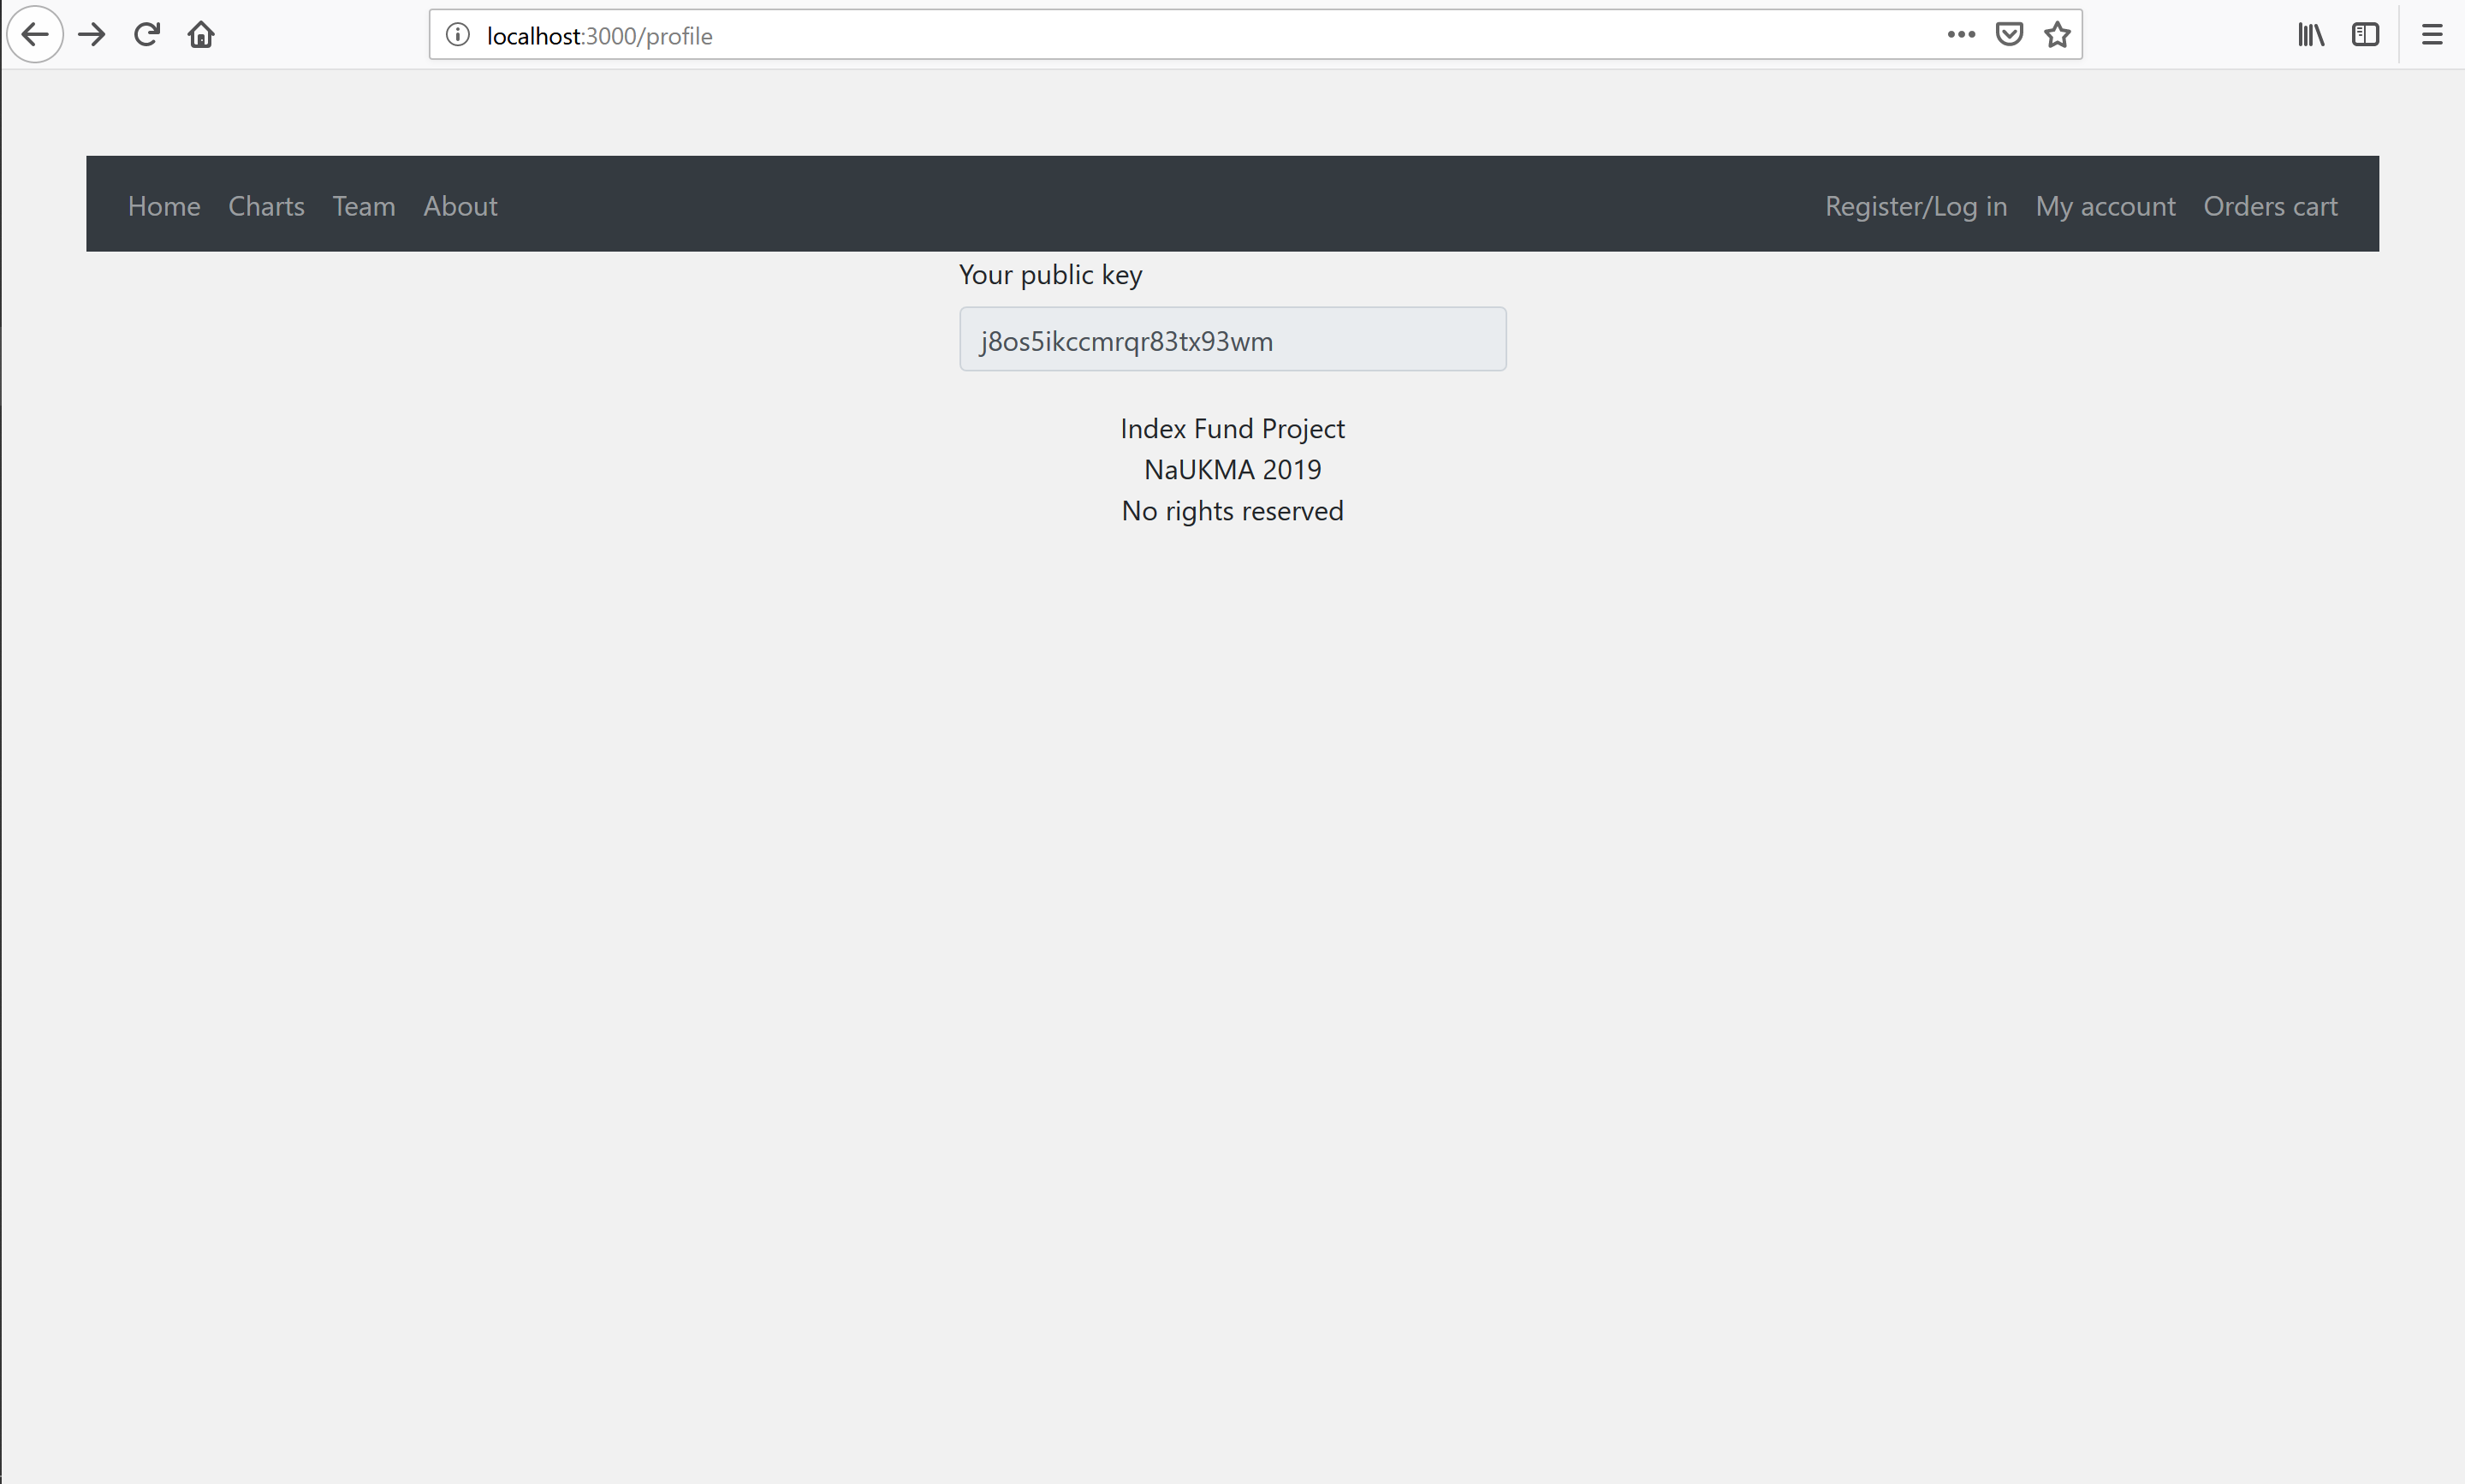 localhost:3000/profile
Home Charts Team About Register/Log in My account Orders cart
Your public key
j8os5ikccmrqr83tx93wm
Index Fund Project
NaUKMA 2019
No rights reserved